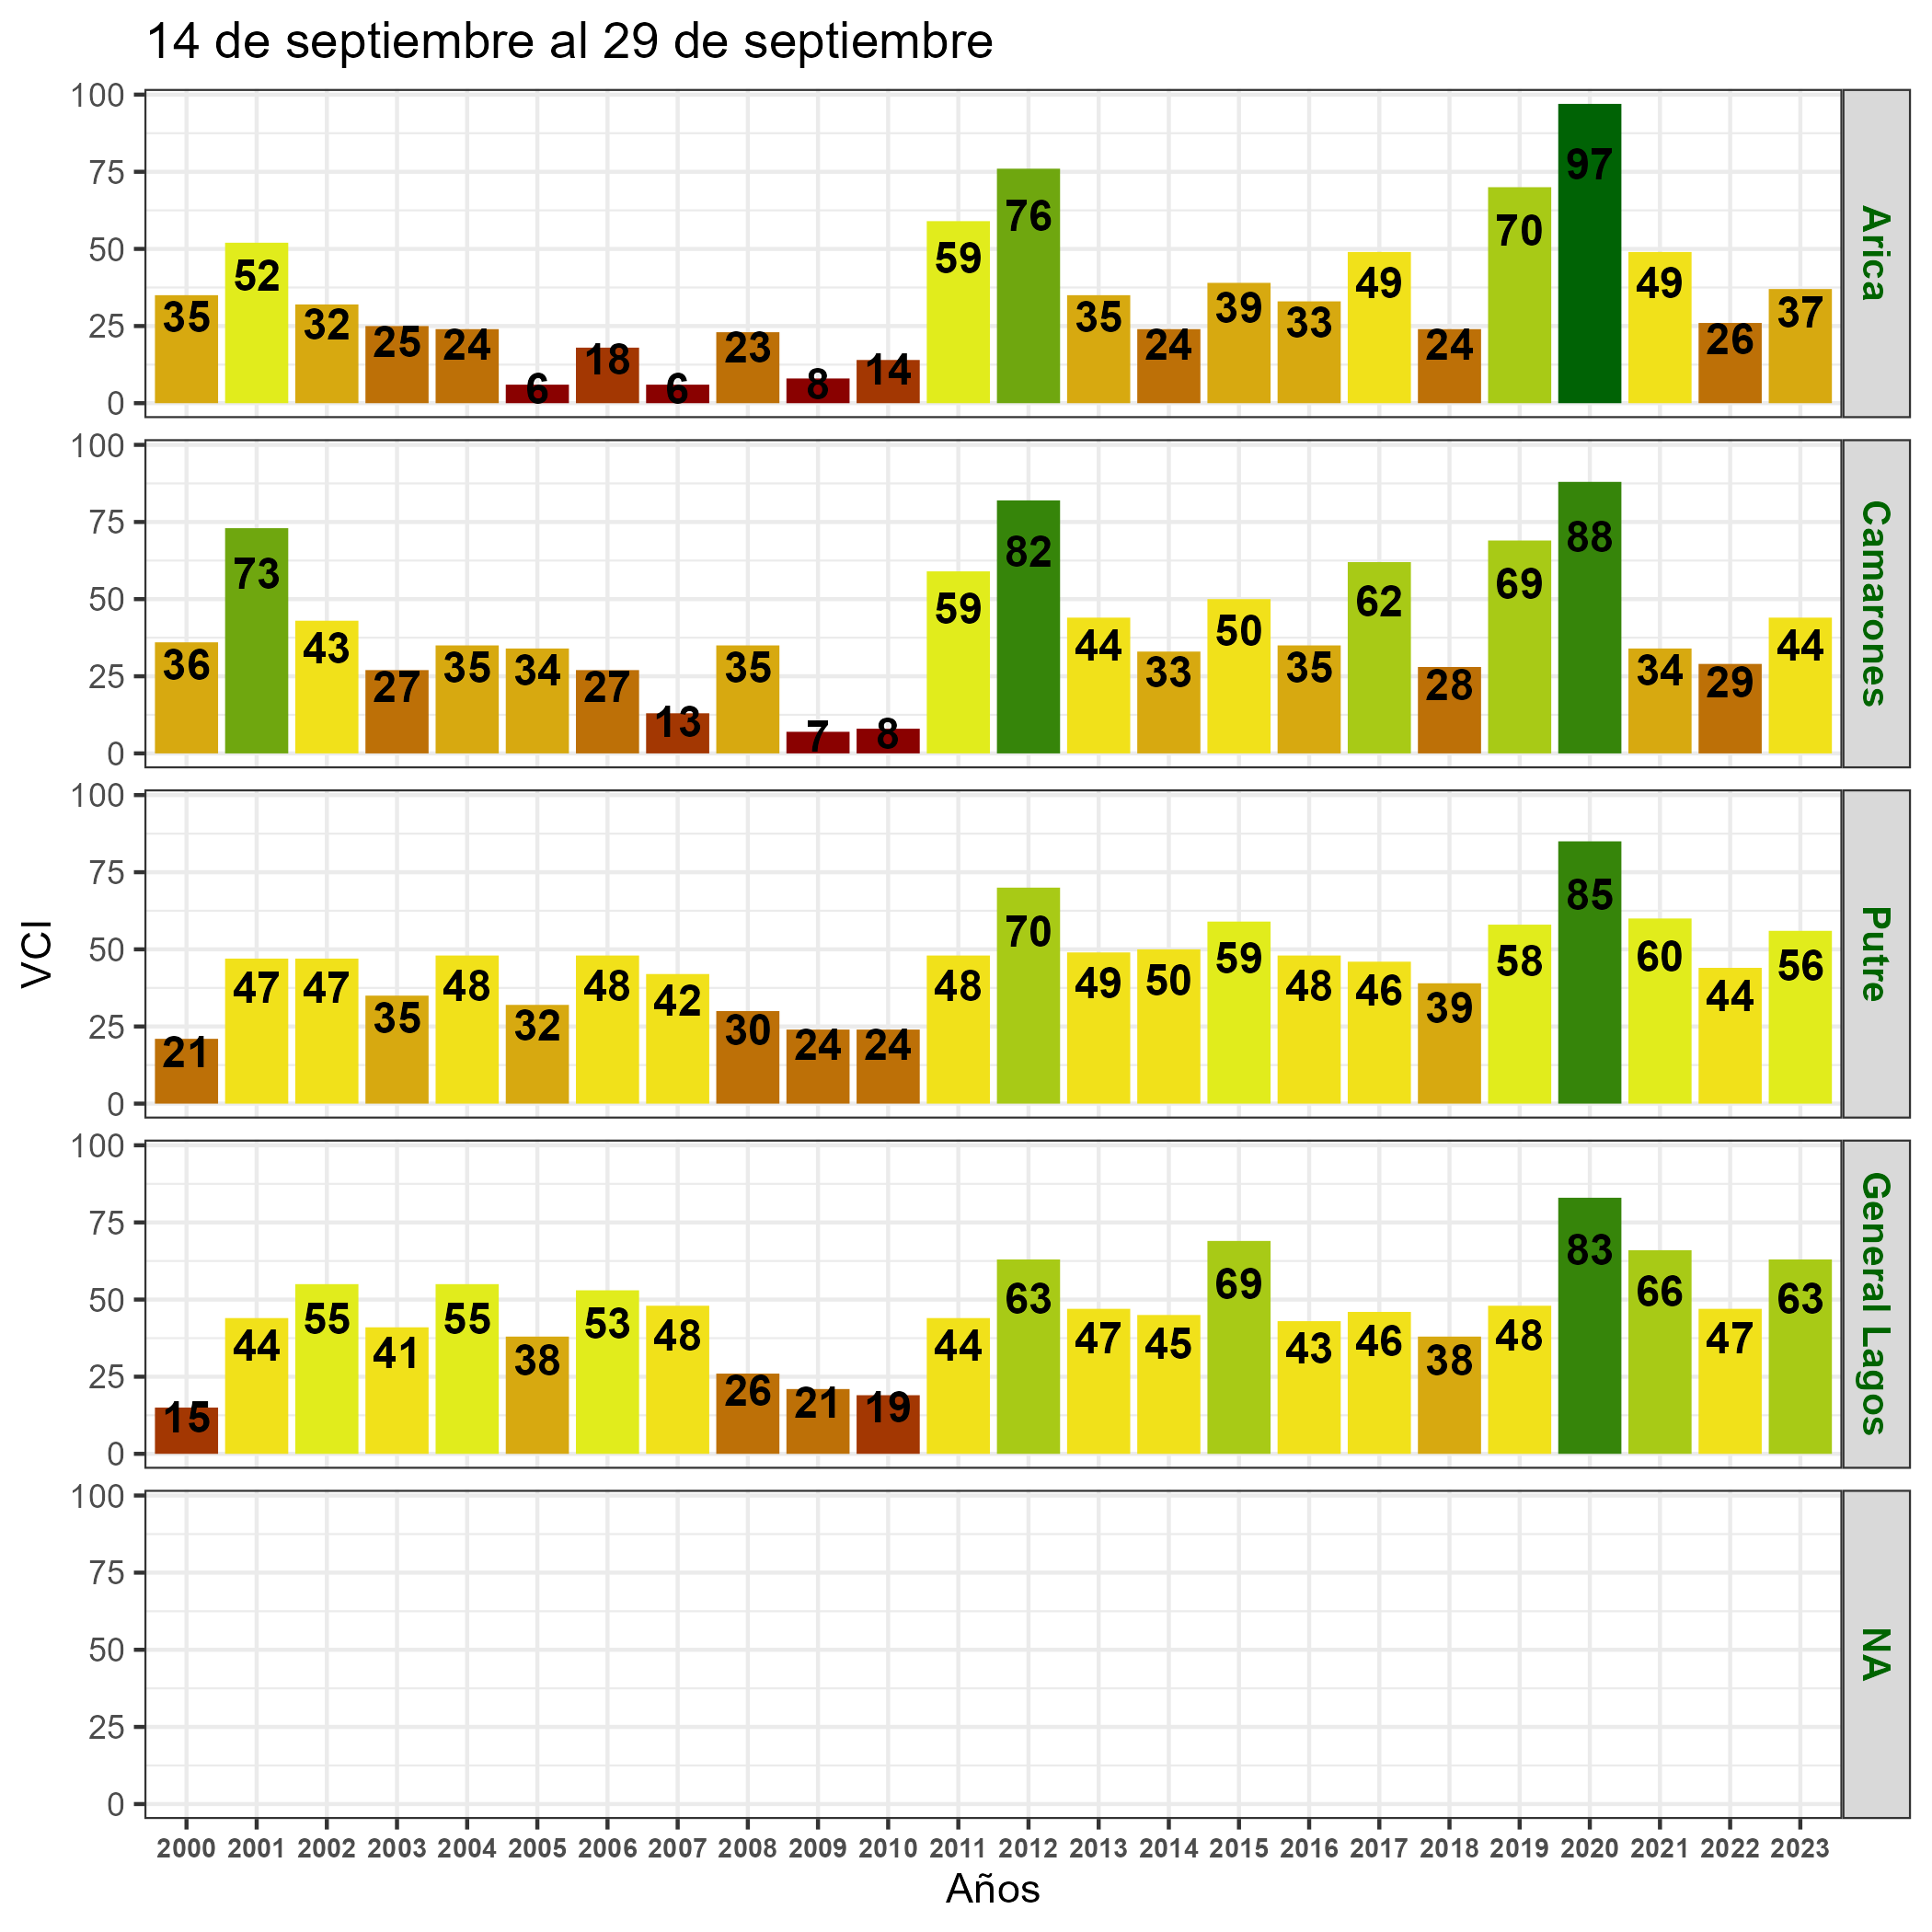 14 de septiembre al 29 de septiembre
VCI
100
75
50
25
0
35 52 32 25 24 6 18 6 23 8 14 59 76 35 24 39 33 49 24 70 97 49 26 37
Arica
100
75
50
25
0
36 73 43 27 35 34 27 13 35 7 8 59 82 44 33 50 35 62 28 69 88 34 29 44
Camarones
100
75
50
25
0
21 47 47 35 48 32 48 42 30 24 24 48 70 49 50 59 48 46 39 58 85 60 44 56
Putre
100
75
50
25
0
15 44 55 41 55 38 53 48 26 21 19 44 63 47 45 69 43 46 38 48 83 66 47 63
General Lagos
100
75
50
25
0
NA
2000 2001 2002 2003 2004 2005 2006 2007 2008 2009 2010 2011 2012 2013 2014 2015 2016 2017 2018 2019 2020 2021 2022 2023
Años